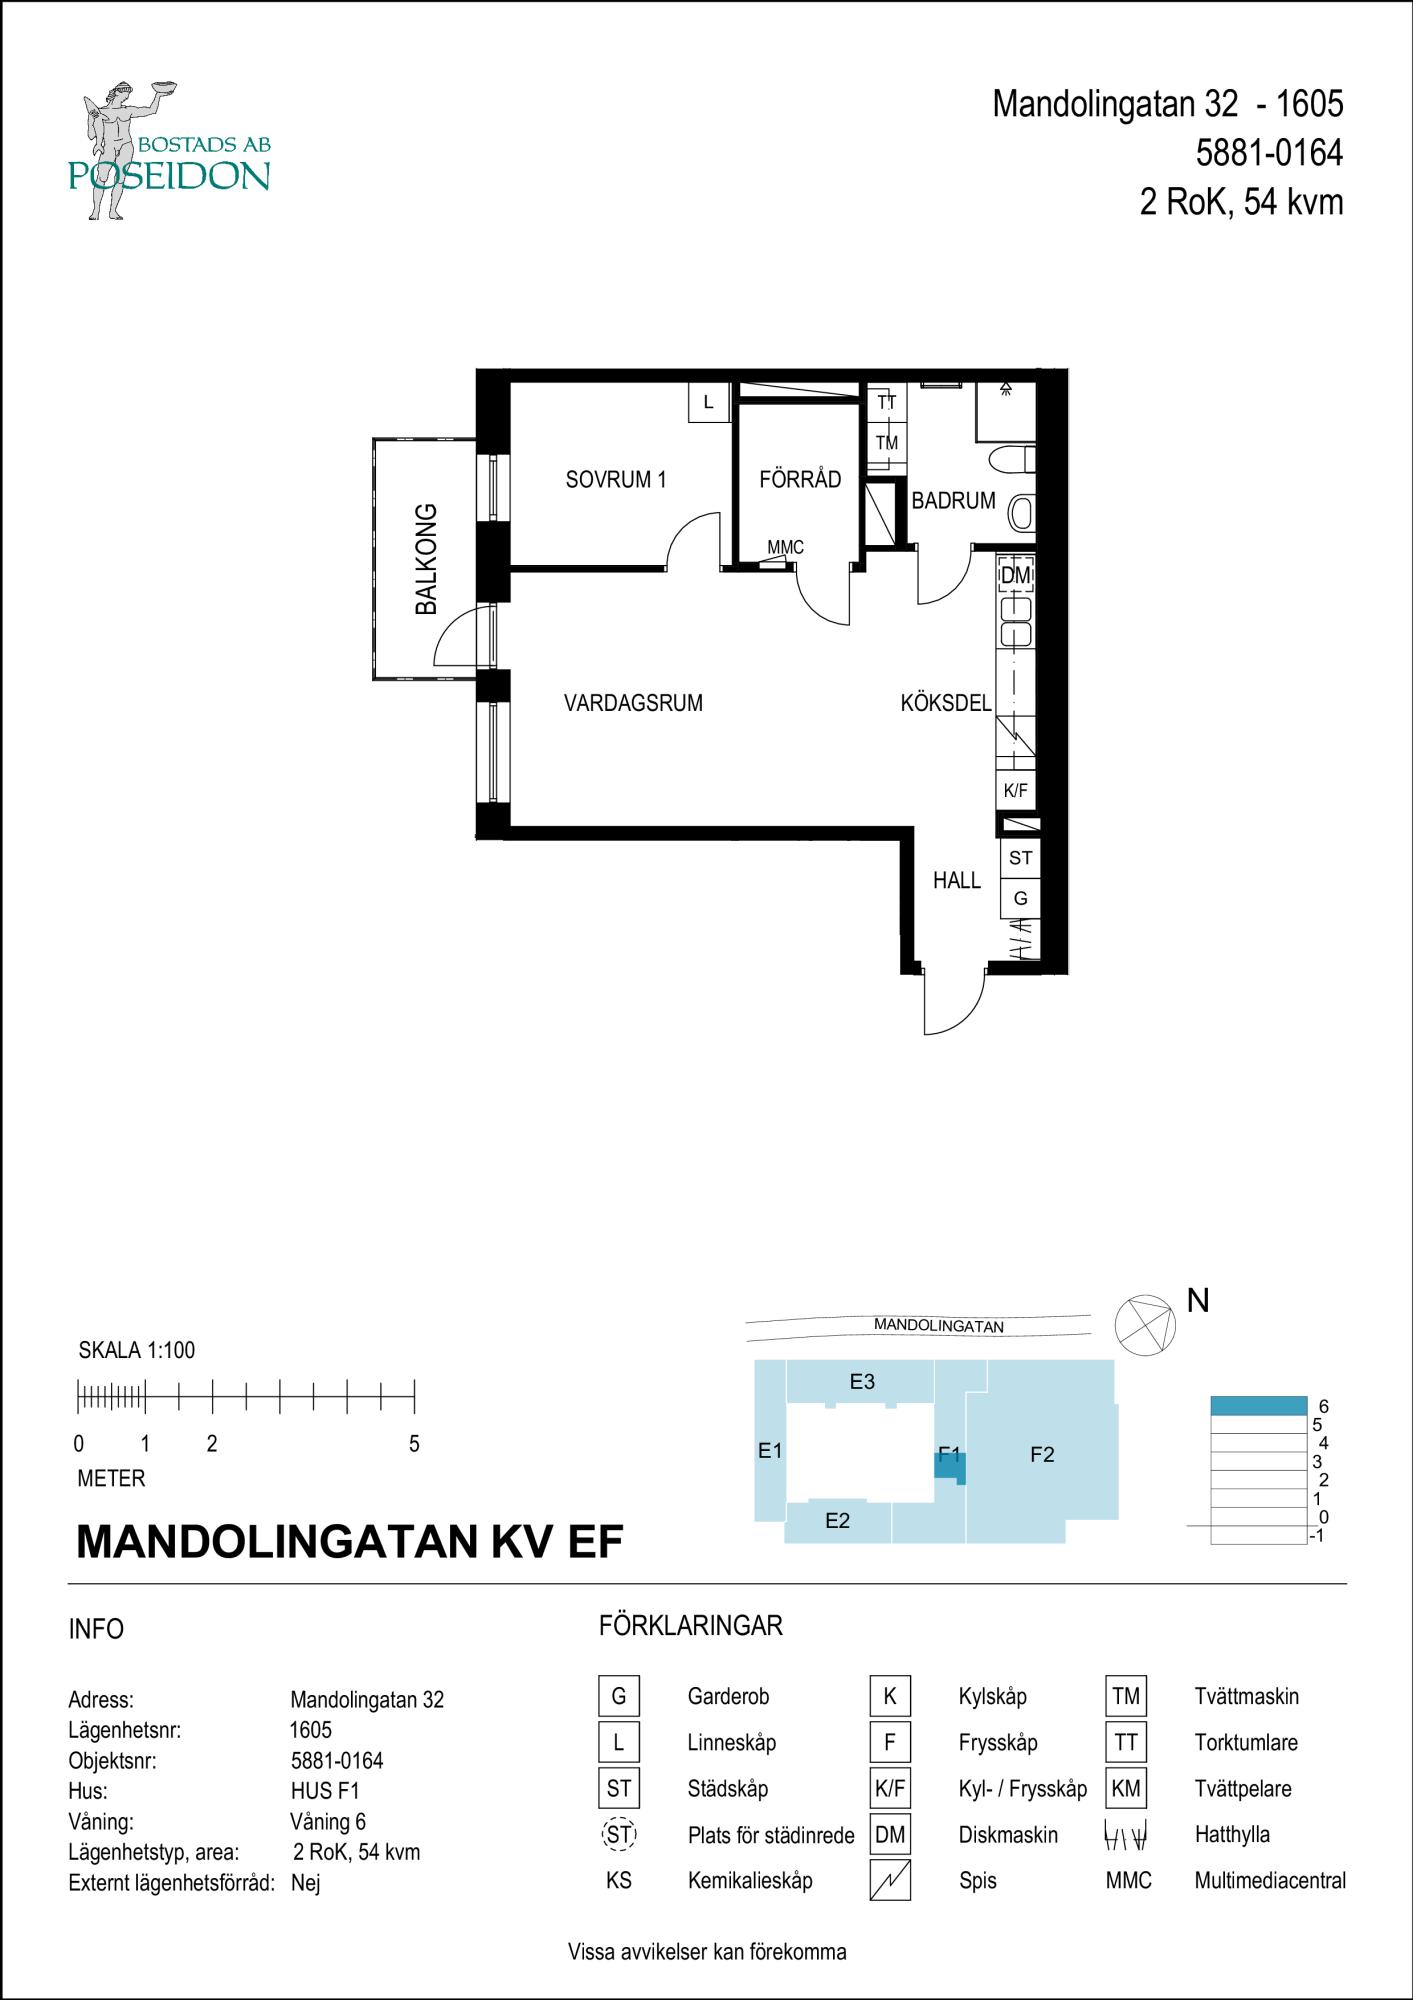 BOSTADS AB
POSEIDON
Mandolingatan 32 - 1605
5881-0164
2 RoK, 54 kvm
L
TT
TM
SOVRUM 1
FÖRRÅD
BADRUM
BALKONG
MMC
DM
VARDAGSRUM
KÖKSDEL
K/F
ST
HALL
G
N
MANDOLINGATAN
SKALA 1:100
0 1 2 5
METER
E3
E1
F1
F2
E2
6
5
4
3
2
1
0
-1
MANDOLINGATAN KV EF
INFO
Adress: Mandolingatan 32
Lägenhetsnr: 1605
Objektsnr: 5881-0164
Hus: HUS F1
Våning: Våning 6
Lägenhetstyp, area: 2 RoK, 54 kvm
Externt lägenhetsförråd: Nej
FÖRKLARINGAR
G Garderob
L Linneskåp
ST Städskåp
ST Plats för städinrede
KS Kemikalieskåp
K Kylskåp
F Frysskåp
K/F Kyl- / Frysskåp
DM Diskmaskin
Spis
TM Tvättmaskin
TT Torktumlare
KM Tvättpelare
Hatthylla
MMC Multimediacentral
Vissa avvikelser kan förekomma